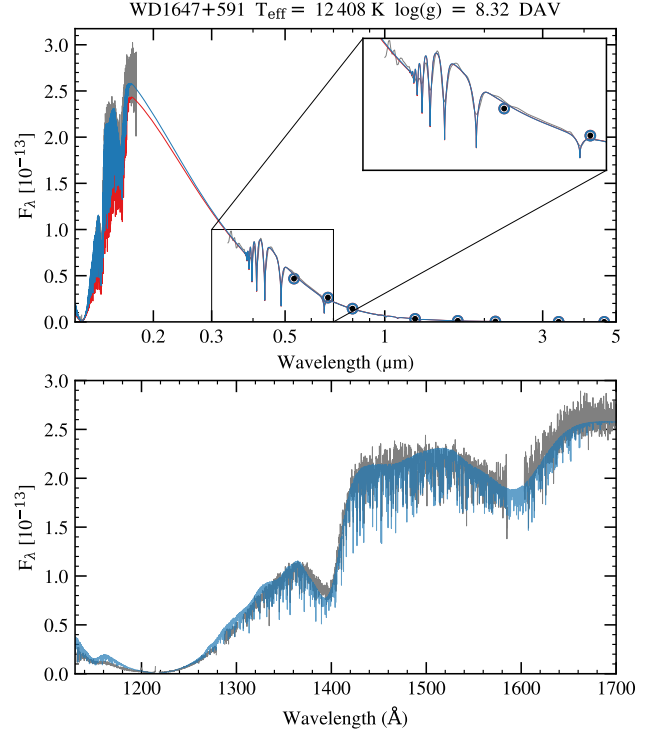 WD1647+591 T_eff = 12 408 K log(g) = 8.32 DAV
3.0
2.5
2.0
1.5
1.0
0.5
0.0
F_λ [10^−13]
0.2 0.3 0.5 1 3 5
Wavelength (μm)
3.0
2.5
2.0
1.5
1.0
0.5
0.0
F_λ [10^−13]
1200 1300 1400 1500 1600 1700
Wavelength (Å)